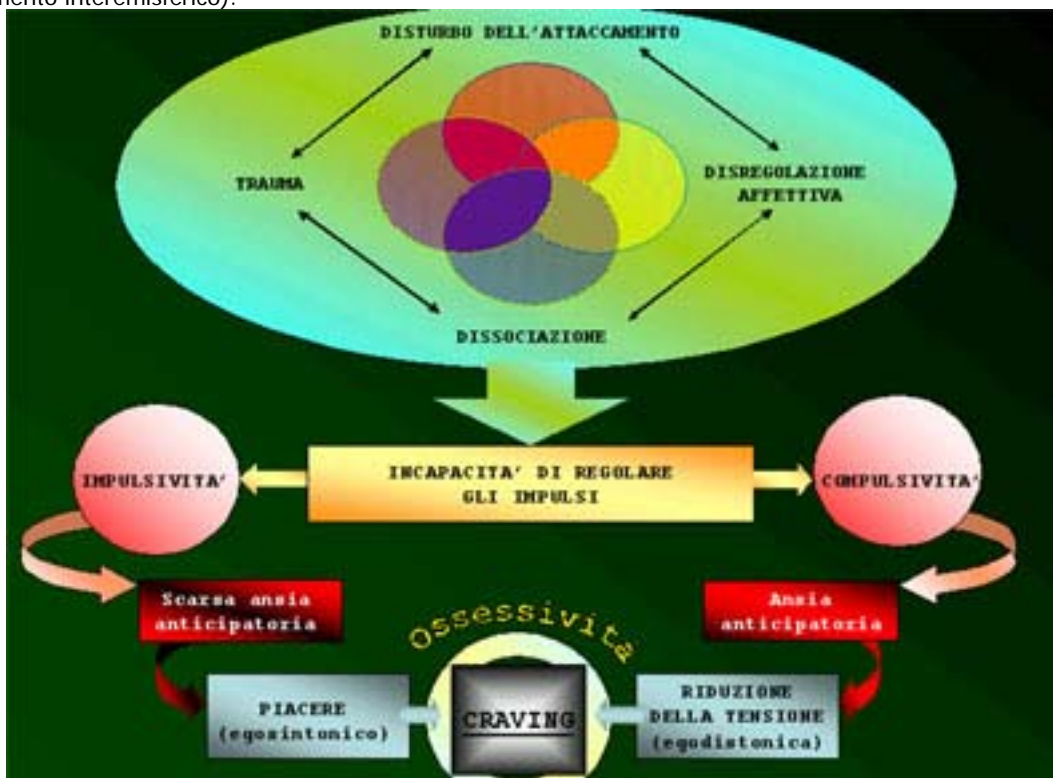 mento interemisferico).
DISTURBO DELL'ATTACCAMENTO
TRAUMA
DISREGOLAZIONE
AFFETTIVA
DISSOCIAZIONE
IMPULSIVITA'
INCAPACITA' DI REGOLARE
GLI IMPULSI
COMPULSIVITA'
Scarsa ansia
anticipatoria
Ansia
anticipatoria
Ossessività
PIACERE
(egosintonico)
CRAVING
RIDUZIONE
DELLA TENSIONE
(egodistonica)